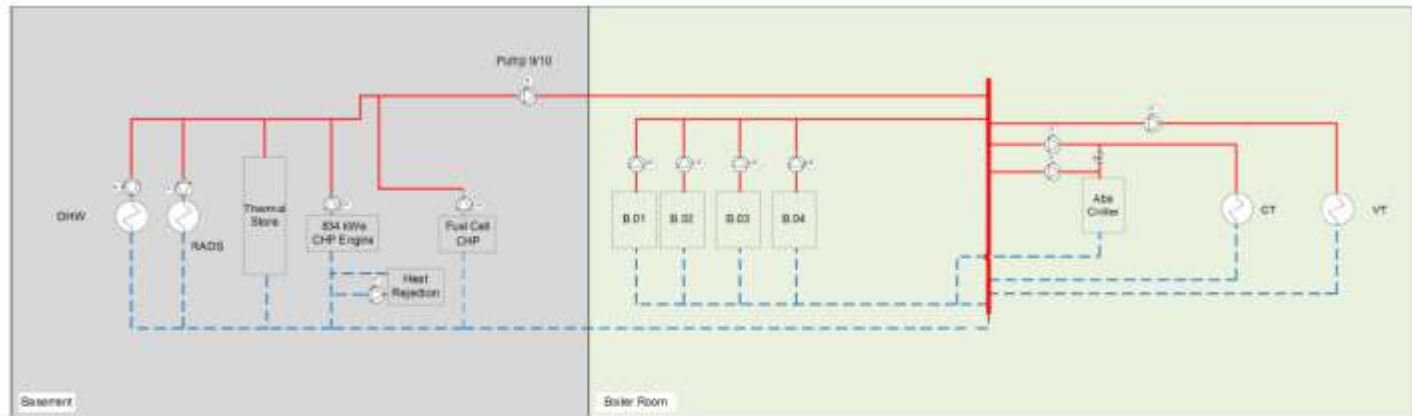 Pump 9/10
DHW
RADS
Thermal
Store
834 kWe
CHP Engine
Fuel Cell
CHP
Heat
Rejection
B.01
B.02
B.03
B.04
Abs
Chiller
CT
VT
Basement
Boiler Room